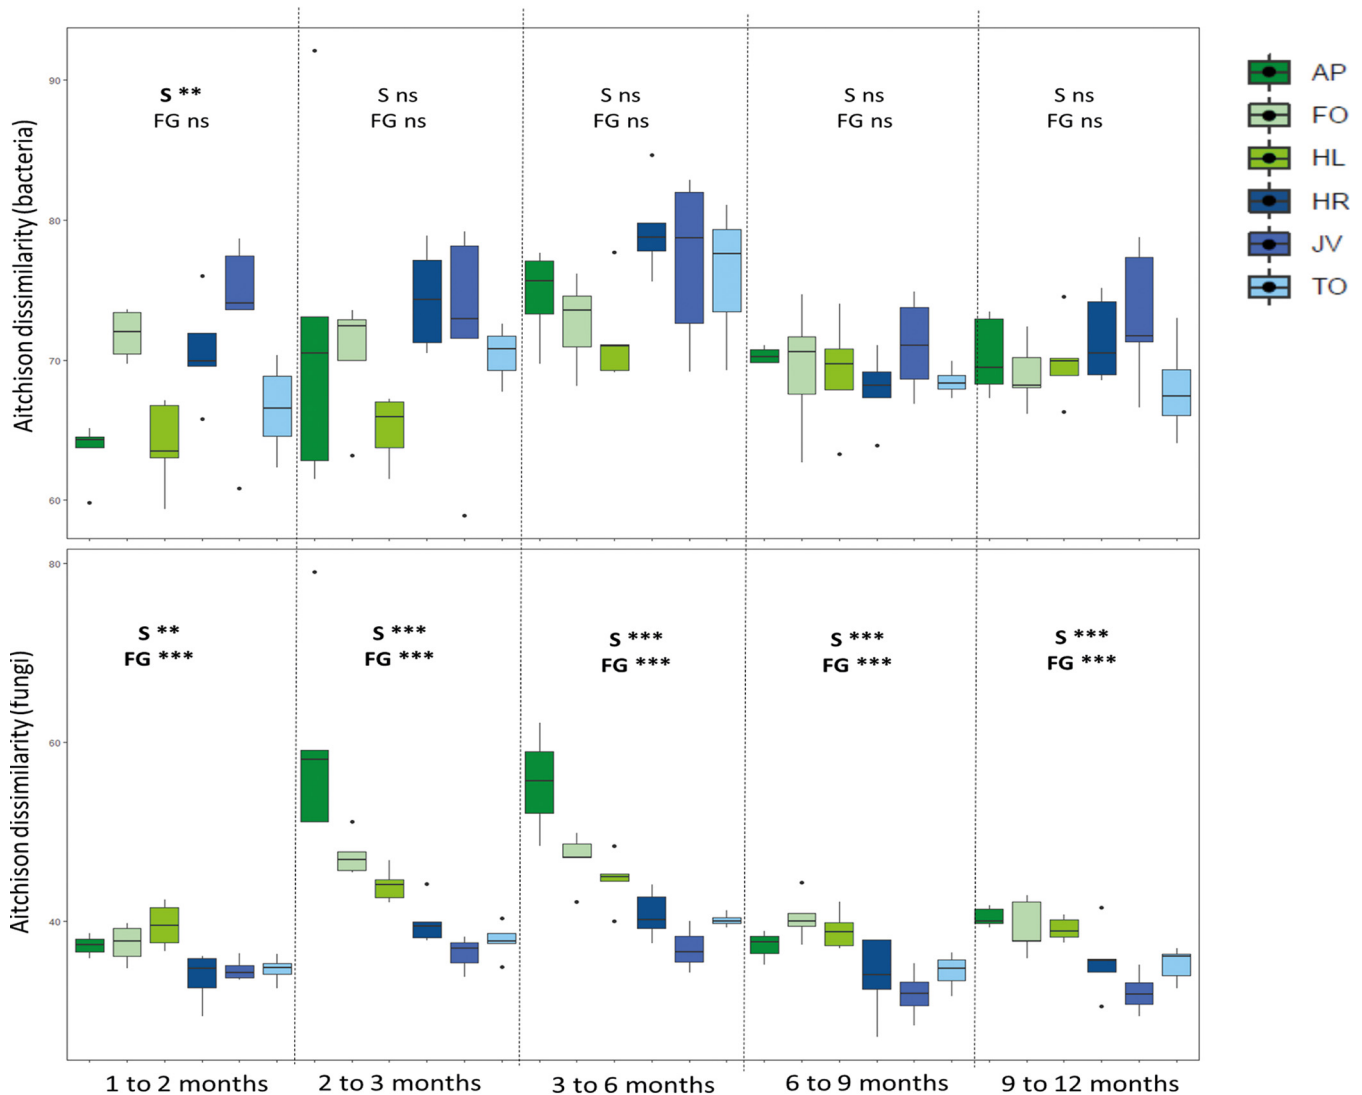 Aitchison dissimilarity (bacteria)
90
80
70
60
S **
FG ns
S ns
FG ns
S ns
FG ns
S ns
FG ns
S ns
FG ns
AP
FO
HL
HR
JV
TO
Aitchison dissimilarity (fungi)
80
60
40
S **
FG ***
S ***
FG ***
S ***
FG ***
S ***
FG ***
S ***
FG ***
1 to 2 months
2 to 3 months
3 to 6 months
6 to 9 months
9 to 12 months